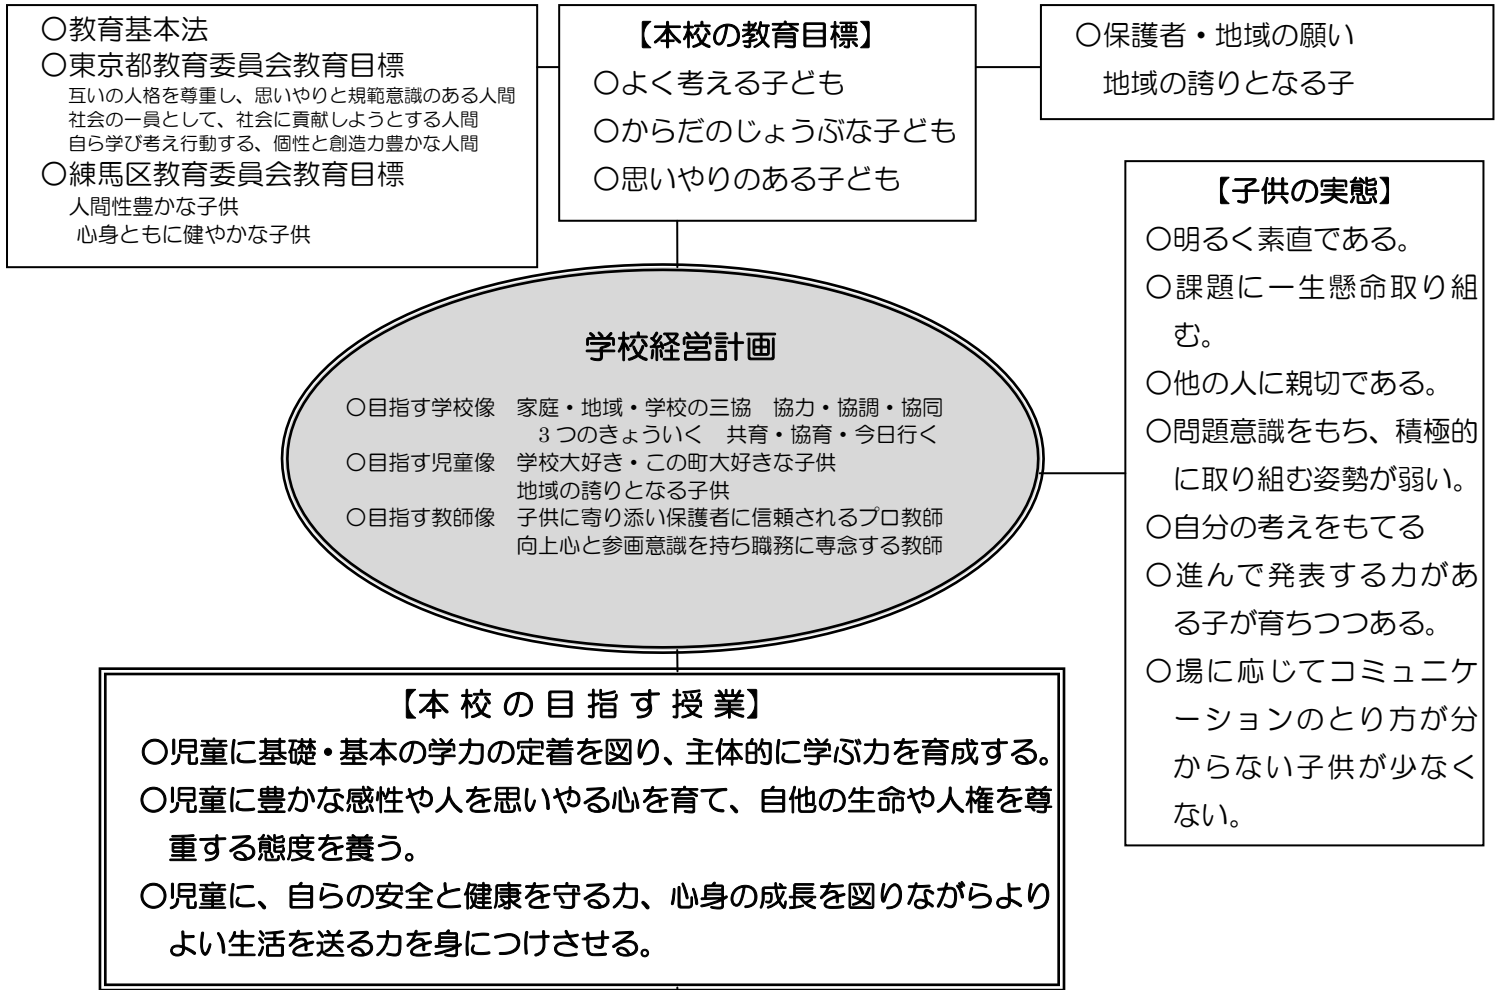 〇教育基本法
〇東京都教育委員会教育目標
互いの人格を尊重し、思いやりと規範意識のある人間
社会の一員として、社会に貢献しようとする人間
自ら学び考え行動する、個性と創造力豊かな人間
〇練馬区教育委員会教育目標
人間性豊かな子供
心身ともに健やかな子供
【本校の教育目標】
〇よく考える子ども
〇からだのじょうぶな子ども
〇思いやりのある子ども
〇保護者・地域の願い
地域の誇りとなる子
【子供の実態】
〇明るく素直である。
〇課題に一生懸命取り組
む。
〇他の人に親切である。
〇問題意識をもち、積極的
に取り組む姿勢が弱い。
〇自分の考えをもてる
〇進んで発表する力があ
る子が育ちつつある。
〇場に応じてコミュニケ
ーションのとり方が分
からない子供が少なく
ない。
学校経営計画
〇目指す学校像 家庭・地域・学校の三協 協力・協調・協同
3つのきょういく 共育・協育・今日行く
〇目指す児童像 学校大好き・この町大好きな子供
地域の誇りとなる子供
〇目指す教師像 子供に寄り添い保護者に信頼されるプロ教師
向上心と参画意識を持ち職務に専念する教師
【本校の目指す授業】
〇児童に基礎・基本の学力の定着を図り、主体的に学ぶ力を育成する。
〇児童に豊かな感性や人を思いやる心を育て、自他の生命や人権を尊
重する態度を養う。
〇児童に、自らの安全と健康を守る力、心身の成長を図りながらより
よい生活を送る力を身につけさせる。